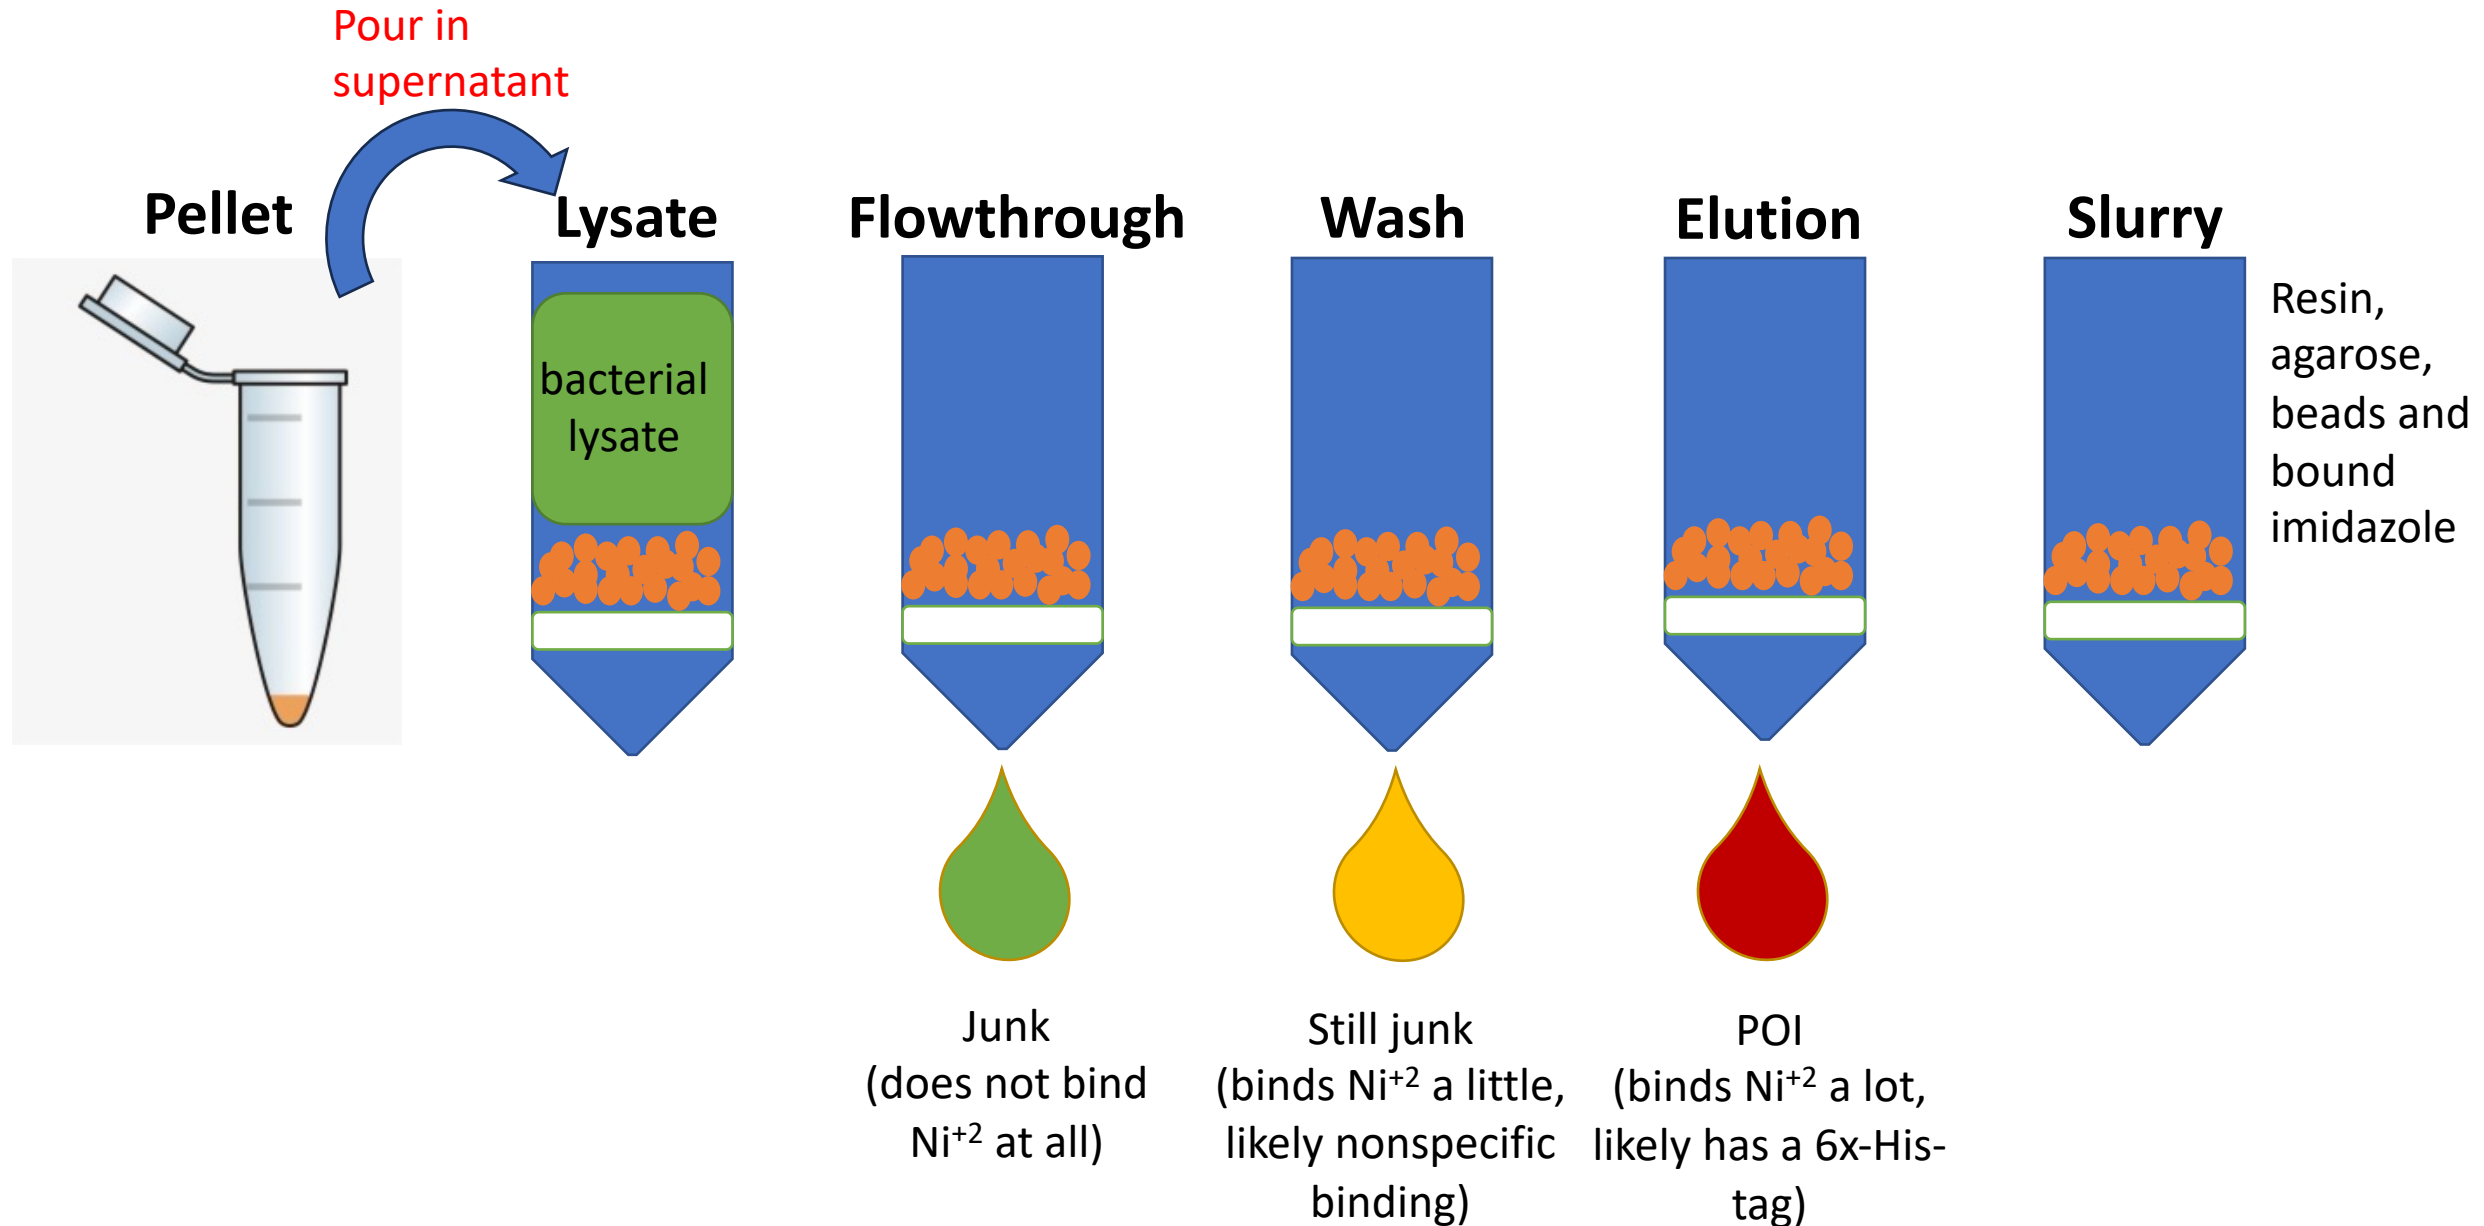 Pour in
supernatant
Pellet
Lysate
Flowthrough
Wash
Elution
Slurry
bacterial
lysate
Resin,
agarose,
beads and
bound
imidazole
Junk
(does not bind
Ni⁺² at all)
Still junk
(binds Ni⁺² a little,
likely nonspecific
binding)
POI
(binds Ni⁺² a lot,
likely has a 6x-His-
tag)